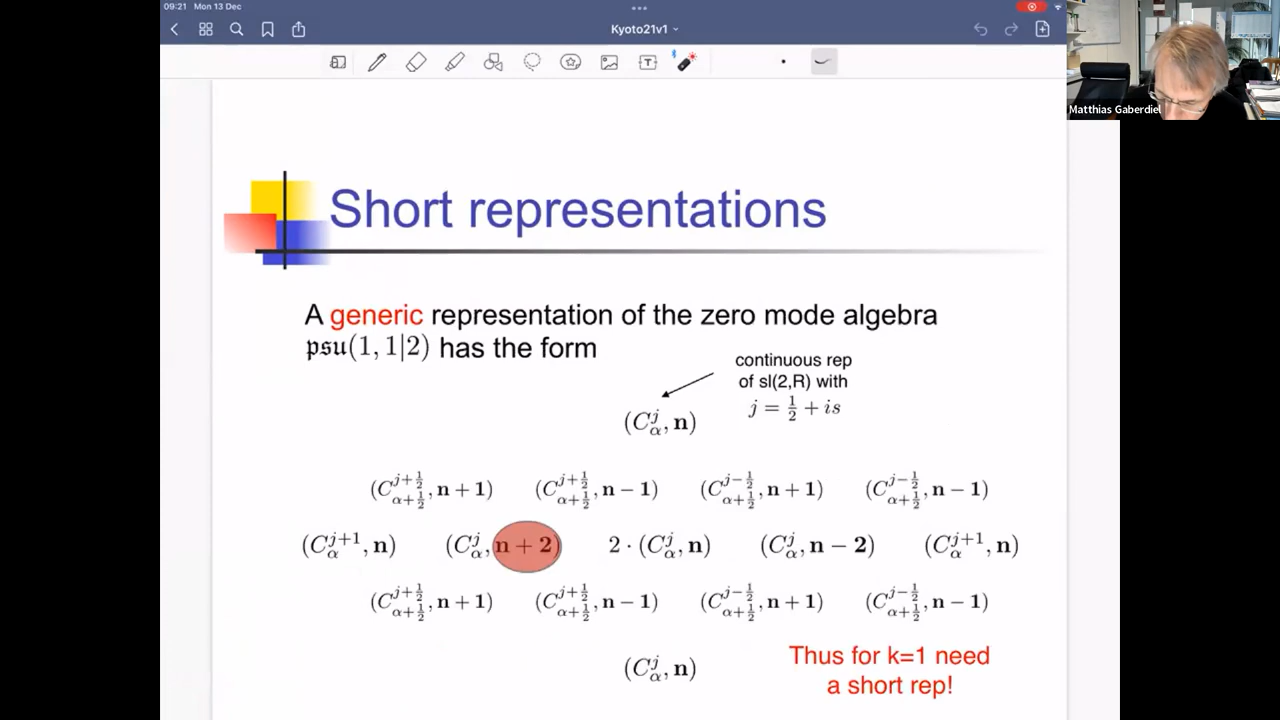 09:21 Mon 13 Dec
Kyoto21v1
T
Matthias Gaberdiel
Short representations
A generic representation of the zero mode algebra
𝔭𝔰𝔲(1, 1|2) has the form
continuous rep
of sl(2,R) with
j = 1/2 + is
(C^j_α, n)
(C^{j+1/2}_{α+1/2}, n + 1) (C^{j+1/2}_{α+1/2}, n − 1) (C^{j−1/2}_{α+1/2}, n + 1) (C^{j−1/2}_{α+1/2}, n − 1)
(C^{j+1}_α, n) (C^j_α, n + 2) 2 · (C^j_α, n) (C^j_α, n − 2) (C^{j+1}_α, n)
(C^{j+1/2}_{α+1/2}, n + 1) (C^{j+1/2}_{α+1/2}, n − 1) (C^{j−1/2}_{α+1/2}, n + 1) (C^{j−1/2}_{α+1/2}, n − 1)
(C^j_α, n)
Thus for k=1 need
a short rep!